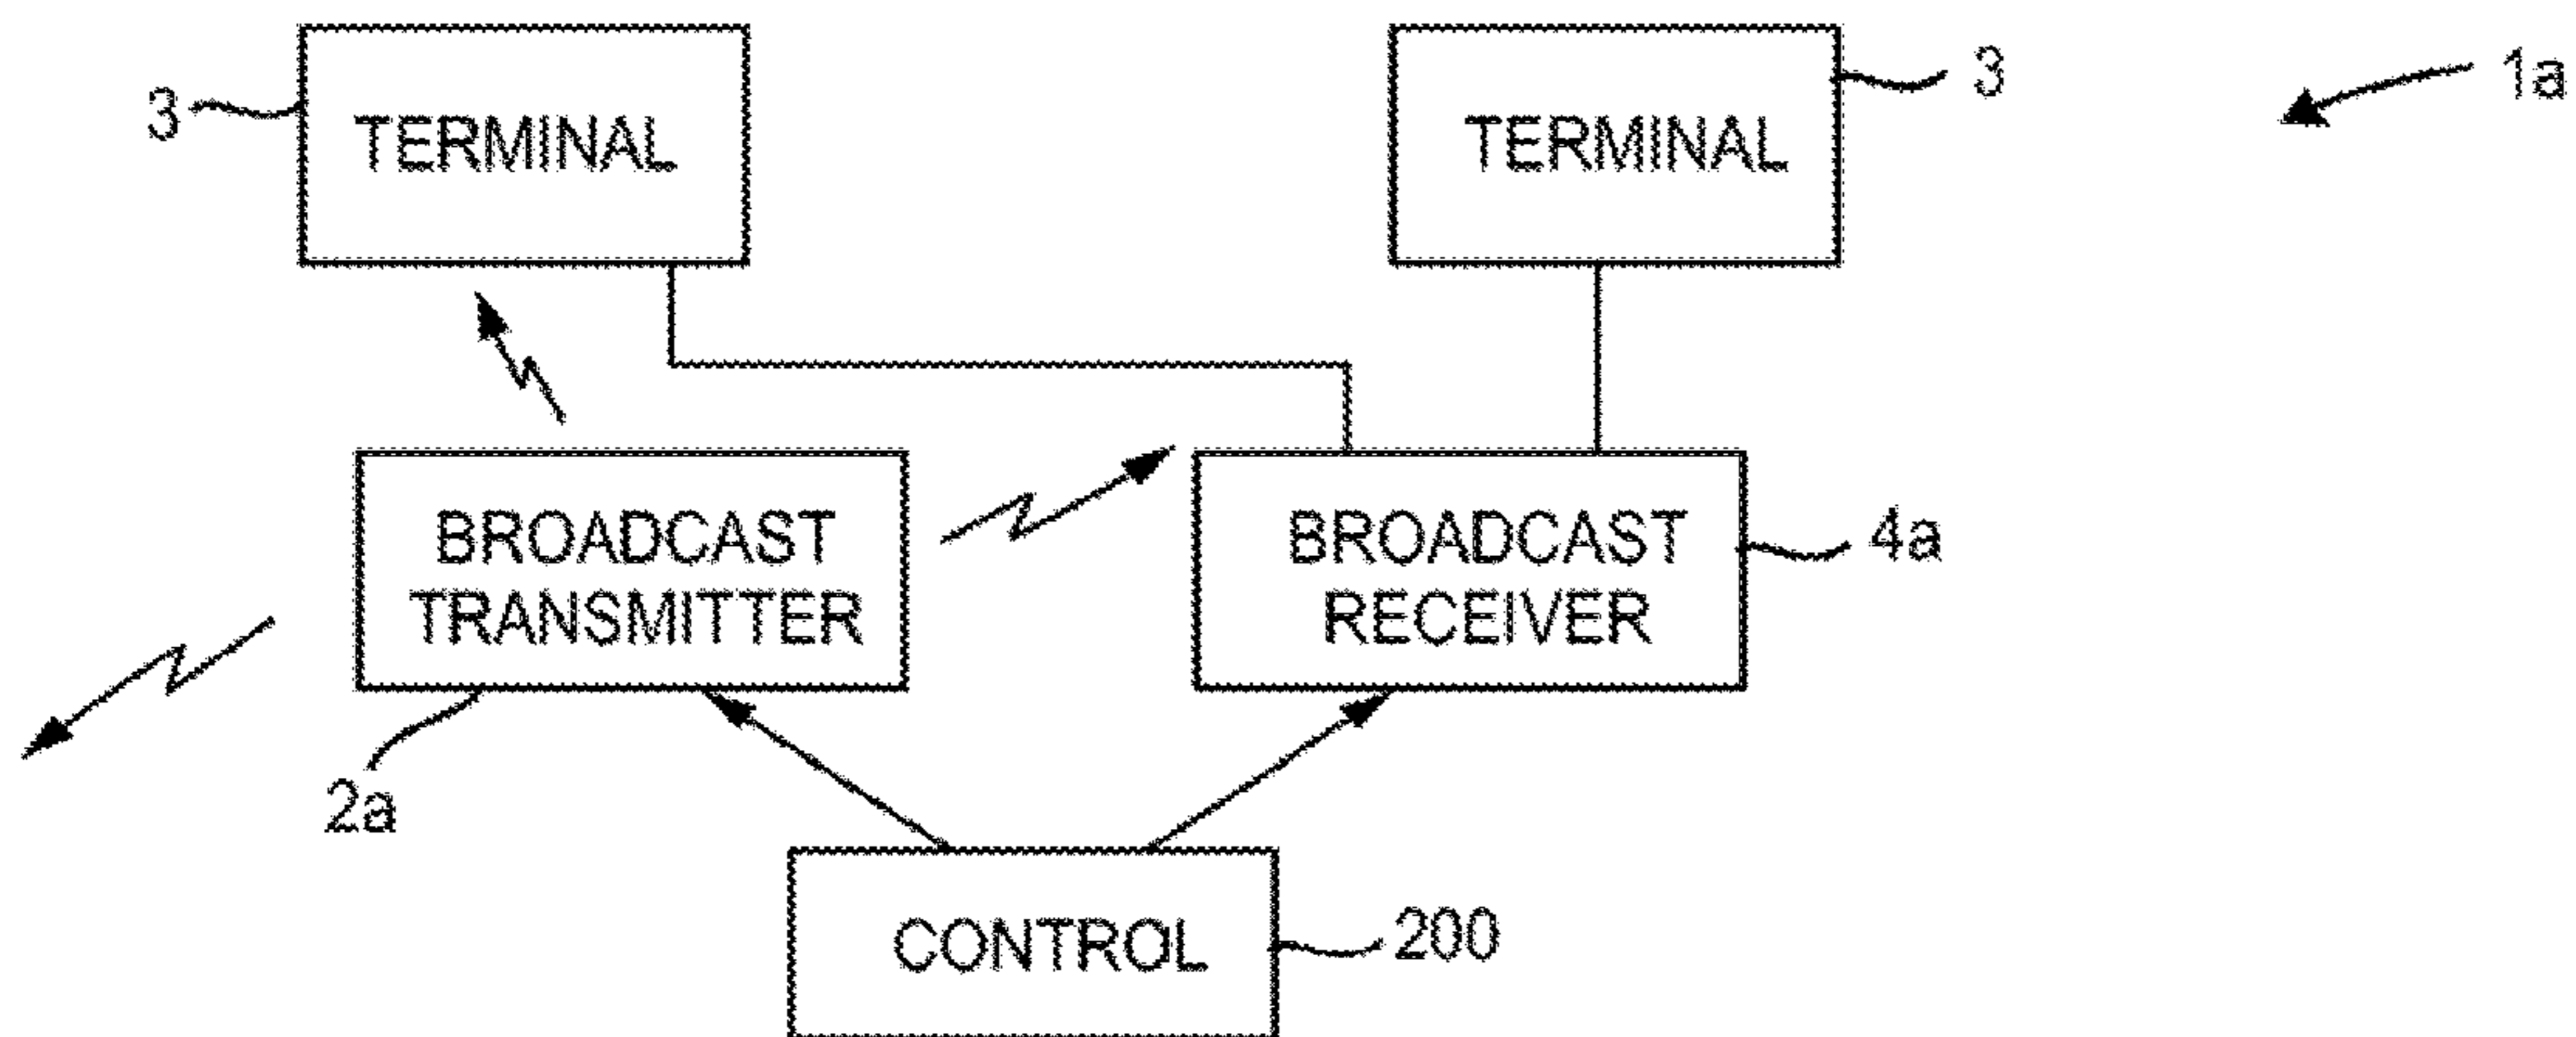 3
TERMINAL
TERMINAL
3
1a
BROADCAST
TRANSMITTER
BROADCAST
RECEIVER
4a
2a
CONTROL
200